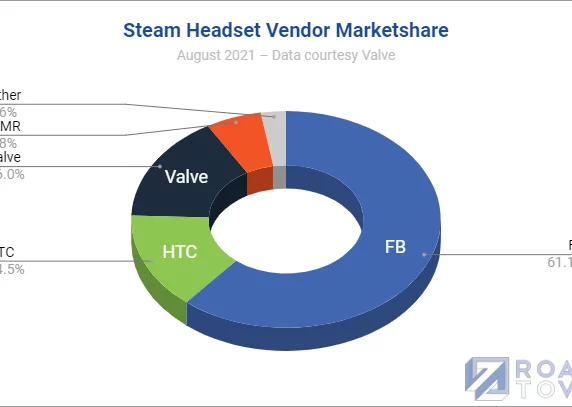 Steam Headset Vendor Marketshare
August 2021 – Data courtesy Valve
ther
6%
MR
8%
alve
6.0%
Valve
HTC
FB
TC
4.5%
F
61.1
ROA
TOV